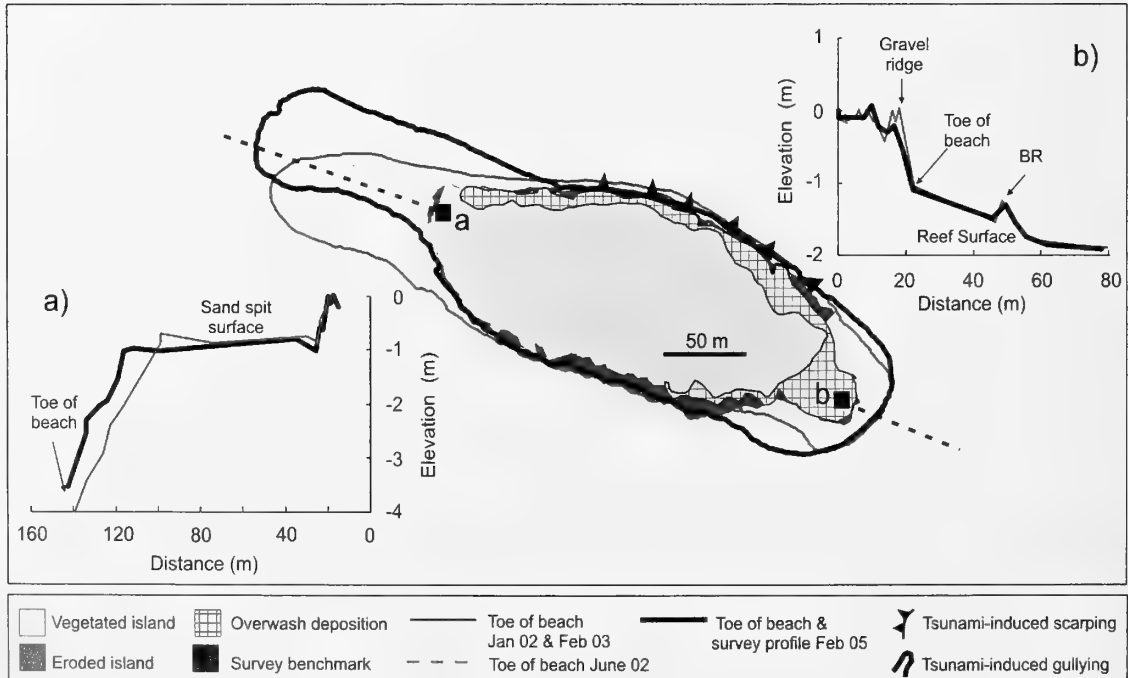 a)
Sand spit
surface
Toe of
beach
0
-1
-2
-3
-4
Elevation (m)
160
120
80
40
0
Distance (m)
a
b
50 m
b)
Gravel
ridge
Toe of
beach
BR
Reef Surface
1
0
-1
-2
Elevation (m)
0
20
40
60
80
Distance (m)
Vegetated island
Eroded island
Overwash deposition
Survey benchmark
Toe of beach
Jan 02 & Feb 03
Toe of beach June 02
Toe of beach &
survey profile Feb 05
Tsunami-induced scarping
Tsunami-induced gullying